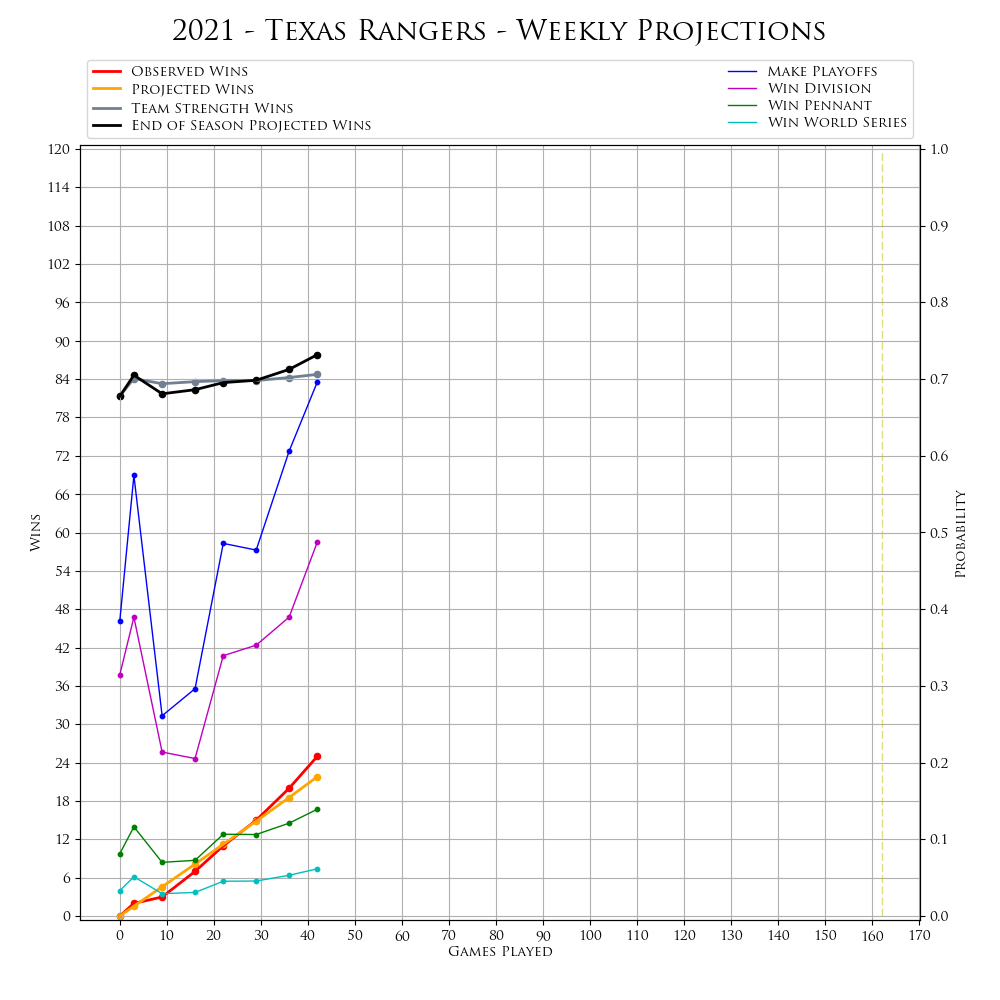 2021 - Texas Rangers - Weekly Projections
Observed Wins
Projected Wins
Team Strength Wins
End of Season Projected Wins
Make Playoffs
Win Division
Win Pennant
Win World Series
120
114
108
102
96
90
84
78
72
66
60
54
48
42
36
30
24
18
12
6
0
Wins
1.0
0.9
0.8
0.7
0.6
0.5
0.4
0.3
0.2
0.1
0.0
Probability
0 10 20 30 40 50 60 70 80 90 100 110 120 130 140 150 160 170
Games Played